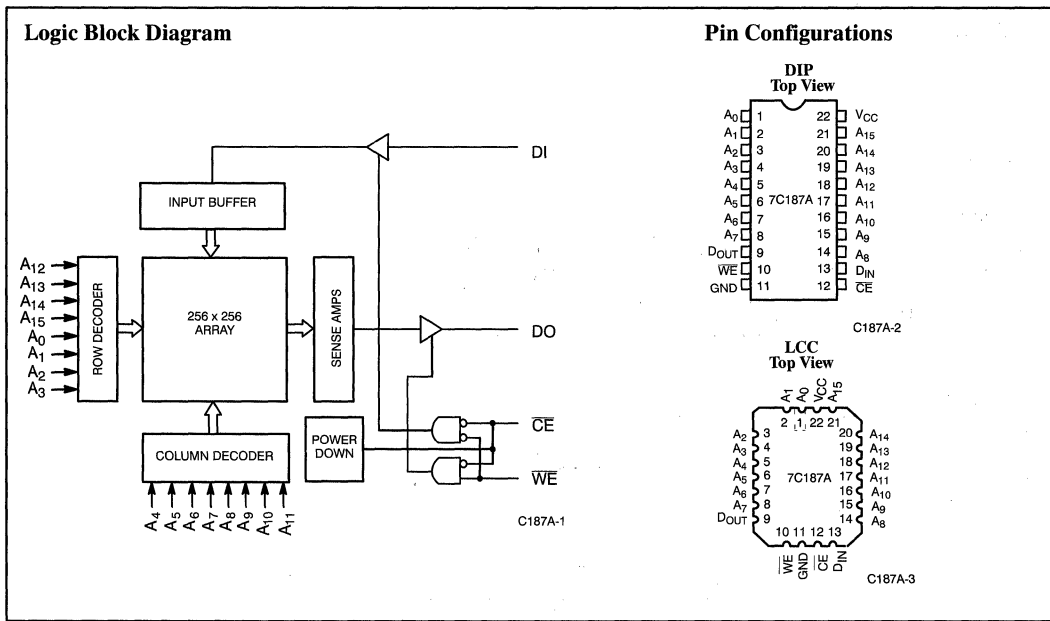 Logic Block Diagram
DI
INPUT BUFFER
A12
A13
A14
A15
A0
A1
A2
A3
ROW DECODER
256 x 256
ARRAY
SENSE AMPS
DO
COLUMN DECODER
POWER
DOWN
CE
WE
A4
A5
A6
A7
A8
A9
A10
A11
C187A-1
Pin Configurations
DIP
Top View
A0 1 22 VCC
A1 2 21 A15
A2 3 20 A14
A3 4 19 A13
A4 5 18 A12
A5 6 7C187A 17 A11
A6 7 16 A10
A7 8 15 A9
DOUT 9 14 A8
WE 10 13 DIN
GND 11 12 CE
C187A-2
LCC
Top View
A1 A0 VCC A15
2 1 22 21
A2 3 20 A14
A3 4 19 A13
A4 5 18 A12
A5 6 7C187A 17 A11
A6 7 16 A10
A7 8 15 A9
DOUT 9 14 A8
10 11 12 13
WE GND CE DIN
C187A-3